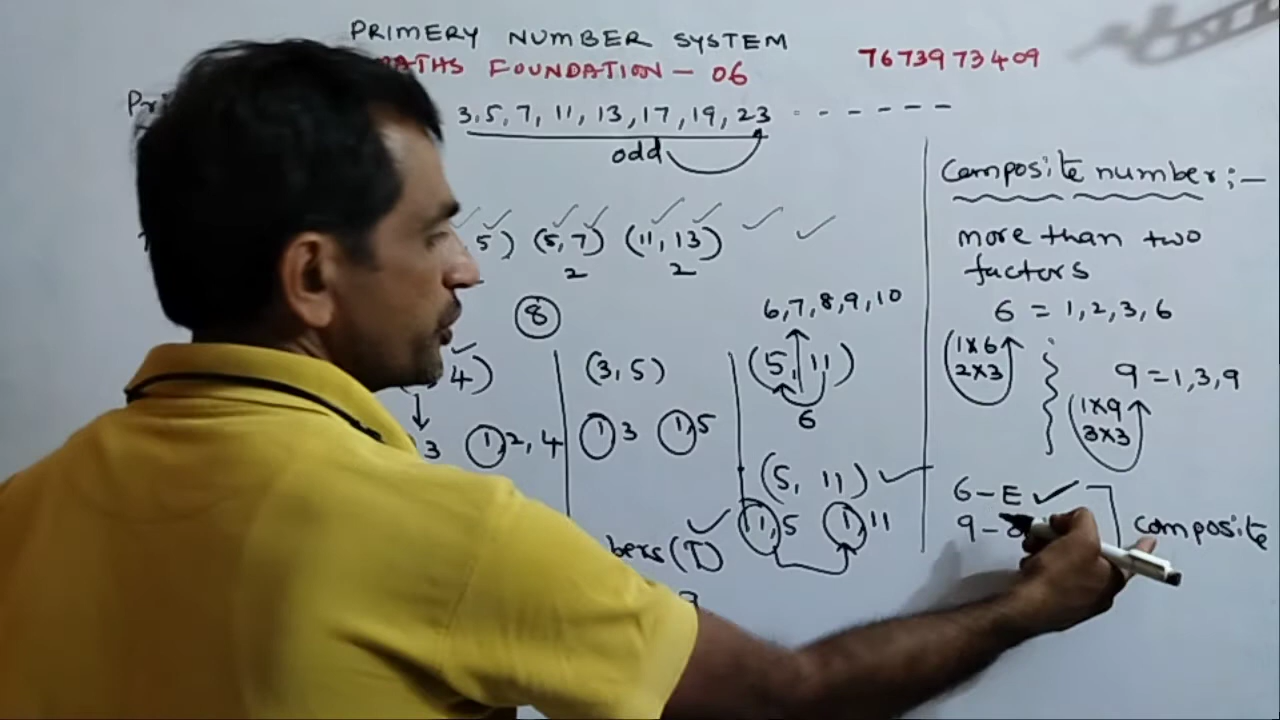 PRIMERY NUMBER SYSTEM
MATHS FOUNDATION - 06
7673973409
Pri
3, 5, 7, 11, 13, 17, 19, 23 - - - - - - -
odd
5) (5, 7) (11, 13)
2 2
8
4)
3 1, 2, 4
(3, 5)
1 3 1, 5
6, 7, 8, 9, 10
(5, 11)
6
(5, 11)
1, 5 1, 11
bers (T)
Composite number :-
more than two
factors
6 = 1, 2, 3, 6
1x6
2x3
9 = 1, 3, 9
1x9
3x3
6 - E
9 -
composite